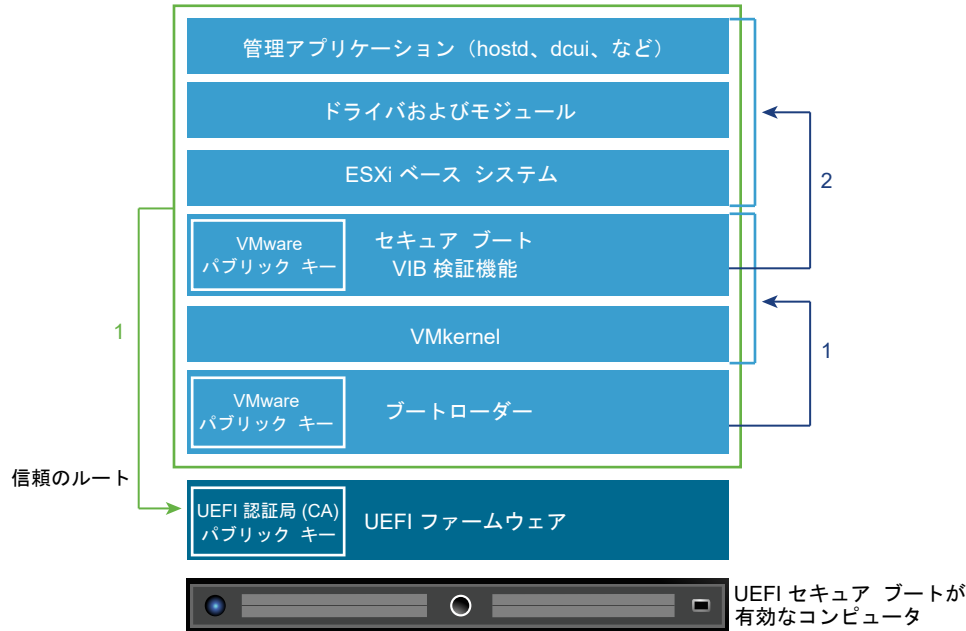 管理アプリケーション（hostd、dcui、など）
ドライバおよびモジュール
ESXi ベース システム
2
VMware
パブリック キー
セキュア ブート
VIB 検証機能
1
VMkernel
1
VMware
パブリック キー
ブートローダー
信頼のルート
UEFI 認証局 (CA)
パブリック キー
UEFI ファームウェア
UEFI セキュア ブートが
有効なコンピュータ